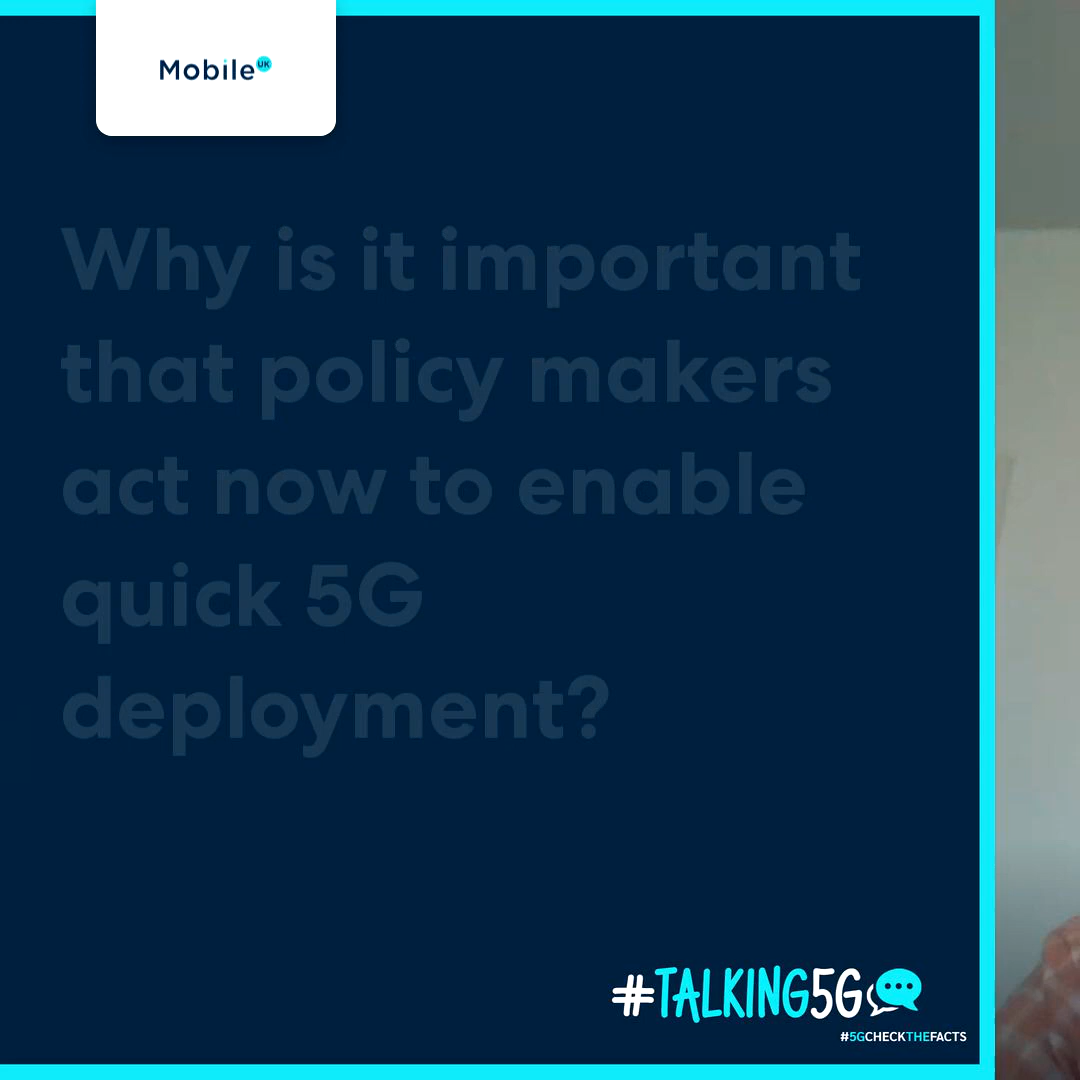 Mobile UK
Why is it important
that policy makers
act now to enable
quick 5G
deployment?
#TALKING5G
#5GCHECKTHEFACTS